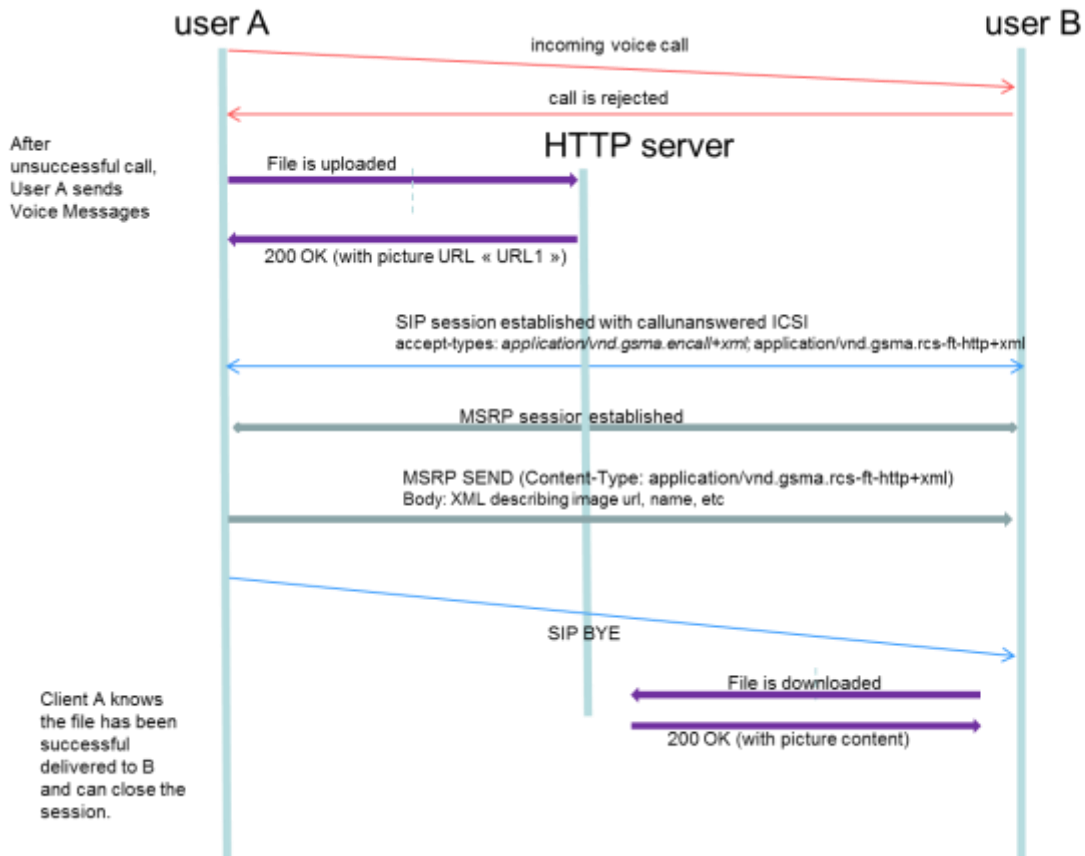 user A
user B
incoming voice call
call is rejected
After
unsuccessful call,
User A sends
Voice Messages
HTTP server
File is uploaded
200 OK (with picture URL « URL1 »)
SIP session established with callunanswered ICSI
accept-types: application/vnd.gsma.encall+xml; application/vnd.gsma.rcs-ft-http+xml
MSRP session established
MSRP SEND (Content-Type: application/vnd.gsma.rcs-ft-http+xml)
Body: XML describing image url, name, etc
SIP BYE
File is downloaded
200 OK (with picture content)
Client A knows
the file has been
successful
delivered to B
and can close the
session.